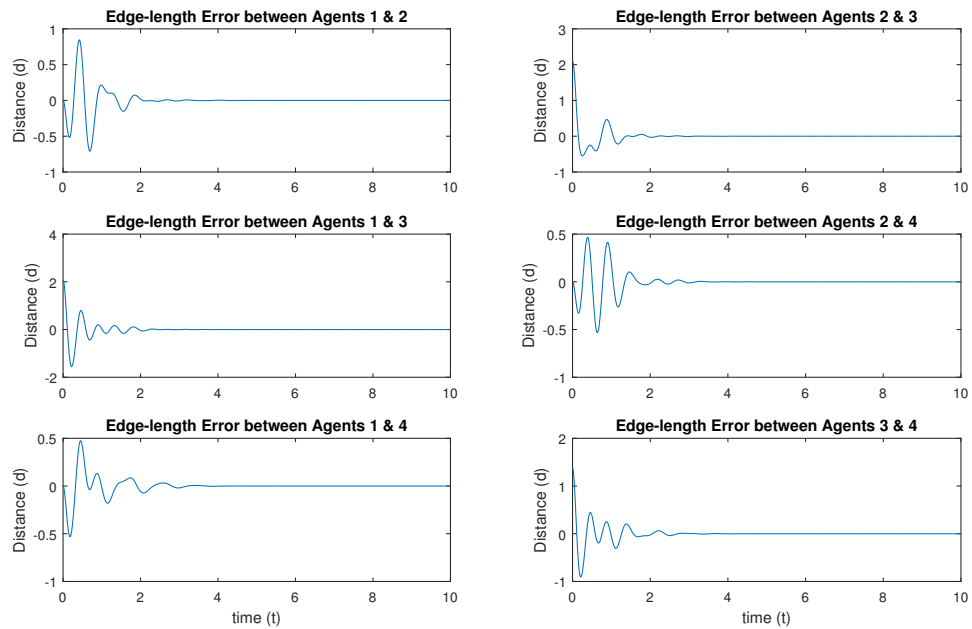 Edge-length Error between Agents 1 & 2
Distance (d)
1
0.5
0
-0.5
-1
0 2 4 6 8 10
Edge-length Error between Agents 2 & 3
Distance (d)
3
2
1
0
-1
0 2 4 6 8 10
Edge-length Error between Agents 1 & 3
Distance (d)
4
2
0
-2
0 2 4 6 8 10
Edge-length Error between Agents 2 & 4
Distance (d)
0.5
0
-0.5
-1
0 2 4 6 8 10
Edge-length Error between Agents 1 & 4
Distance (d)
0.5
0
-0.5
-1
0 2 4 6 8 10
time (t)
Edge-length Error between Agents 3 & 4
Distance (d)
2
1
0
-1
0 2 4 6 8 10
time (t)